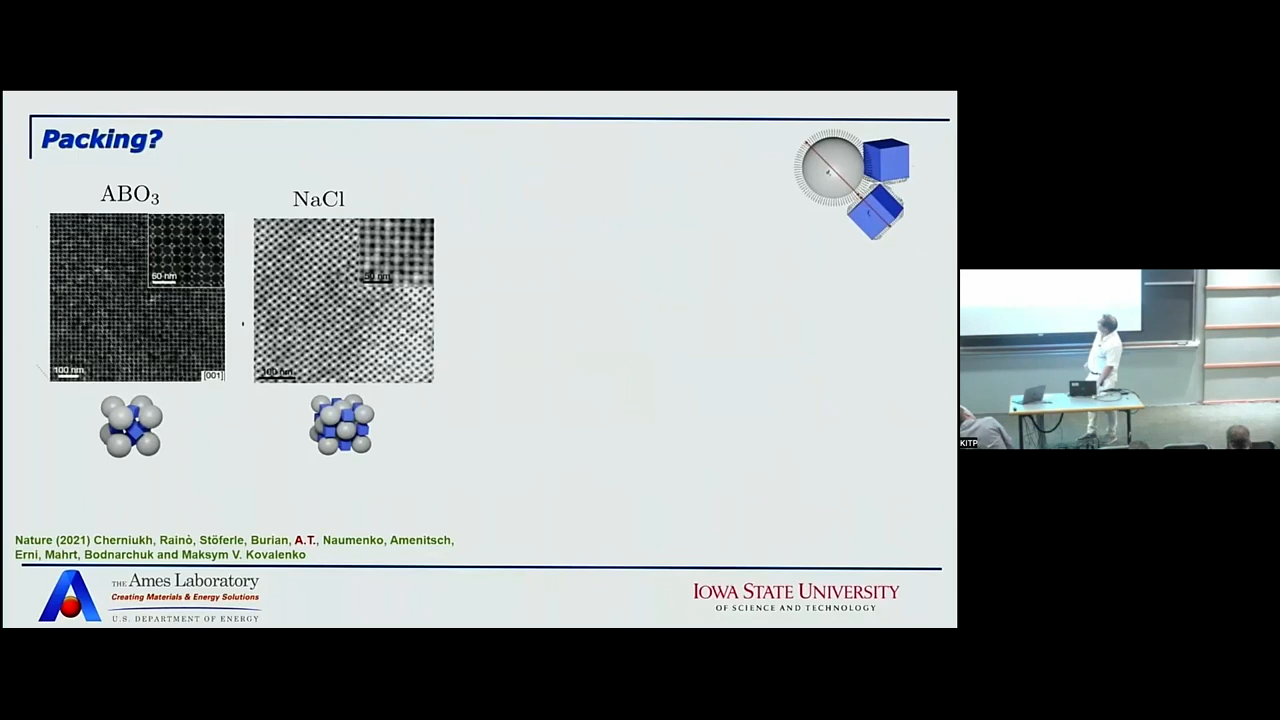 Packing?
ABO3
NaCl
50 nm
100 nm
[001]
50 nm
100 nm
Nature (2021) Cherniukh, Rainò, Stöferle, Burian, A.T., Naumenko, Amenitsch,
Erni, Mahrt, Bodnarchuk and Maksym V. Kovalenko
THE Ames Laboratory
Creating Materials & Energy Solutions
U.S. DEPARTMENT OF ENERGY
IOWA STATE UNIVERSITY
OF SCIENCE AND TECHNOLOGY
KITP